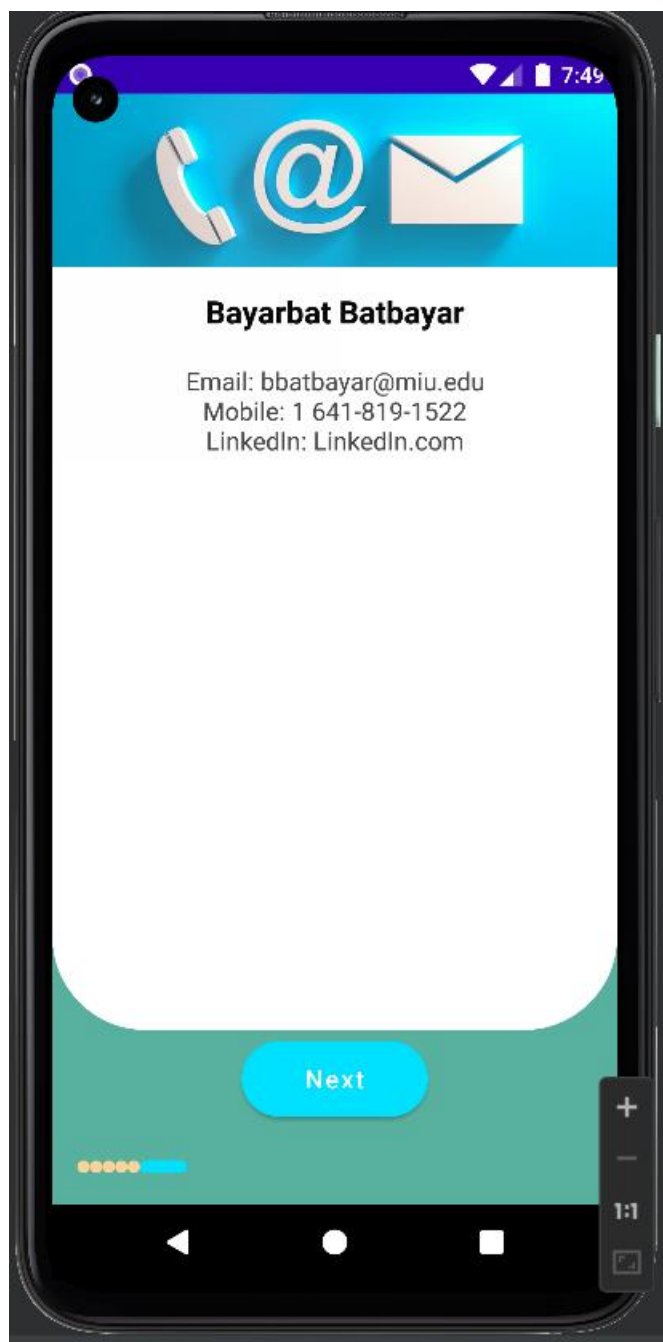 7:49
@
Bayarbat Batbayar
Email: bbatbayar@miu.edu
Mobile: 1 641-819-1522
LinkedIn: LinkedIn.com
Next
1:1